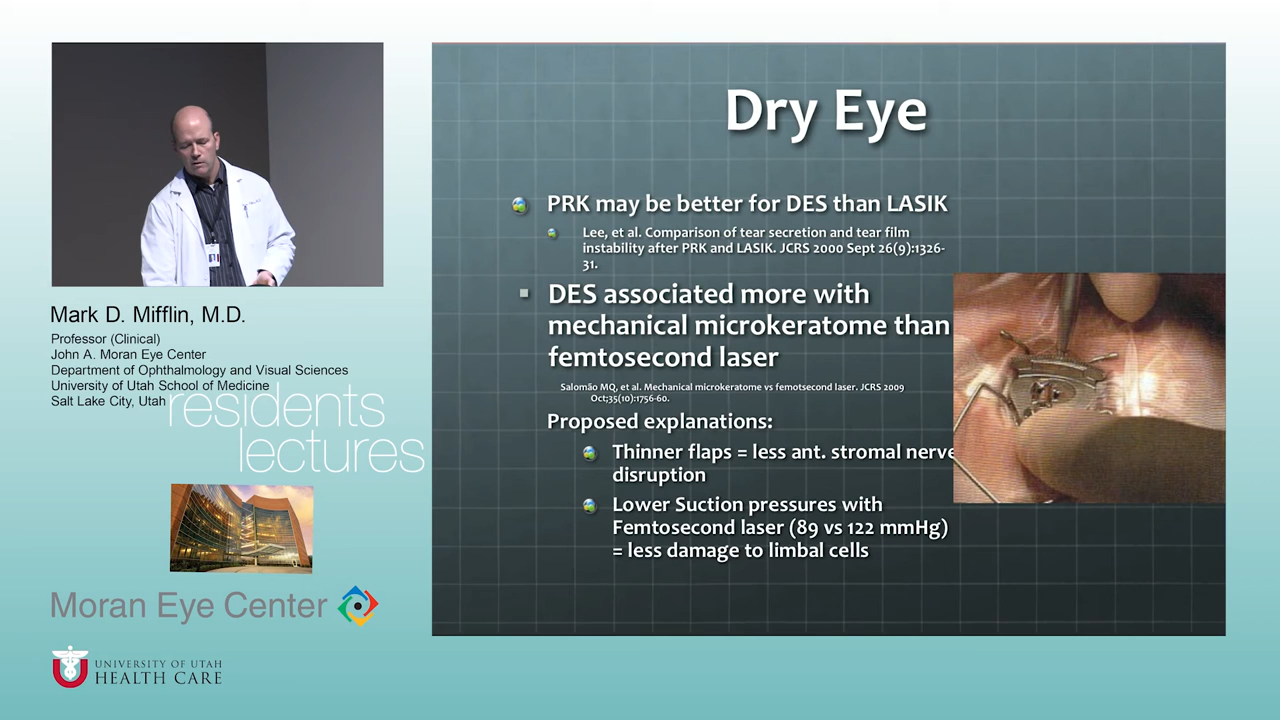 Dry Eye
PRK may be better for DES than LASIK
Lee, et al. Comparison of tear secretion and tear film
instability after PRK and LASIK. JCRS 2000 Sept 26(9):1326-
31.
DES associated more with
mechanical microkeratome than
femtosecond laser
Salomão MQ, et al. Mechanical microkeratome vs femotsecond laser. JCRS 2009
Oct;35(10):1756-60.
Proposed explanations:
Thinner flaps = less ant. stromal nerve
disruption
Lower Suction pressures with
Femtosecond laser (89 vs 122 mmHg)
= less damage to limbal cells
Mark D. Mifflin, M.D.
Professor (Clinical)
John A. Moran Eye Center
Department of Ophthalmology and Visual Sciences
University of Utah School of Medicine
Salt Lake City, Utah
residents
lectures
Moran Eye Center
UNIVERSITY OF UTAH
HEALTH CARE